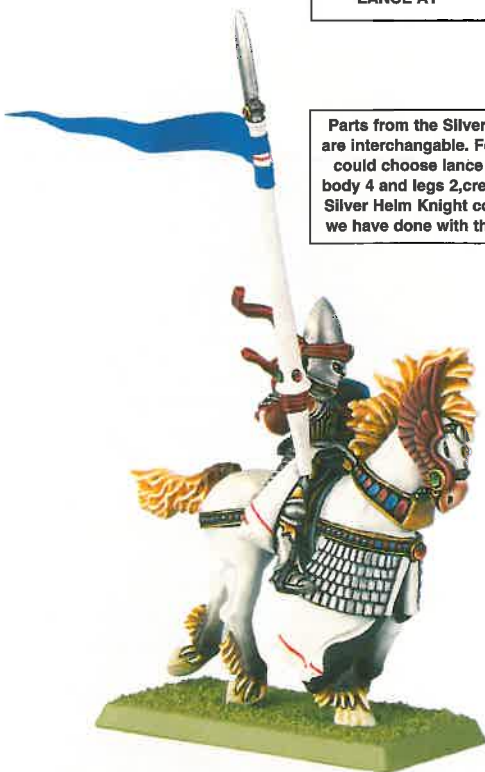 LANCE A1
Parts from the Silver
are interchangable. F
could choose lance
body 4 and legs 2,cre
Silver Helm Knight co
we have done with th